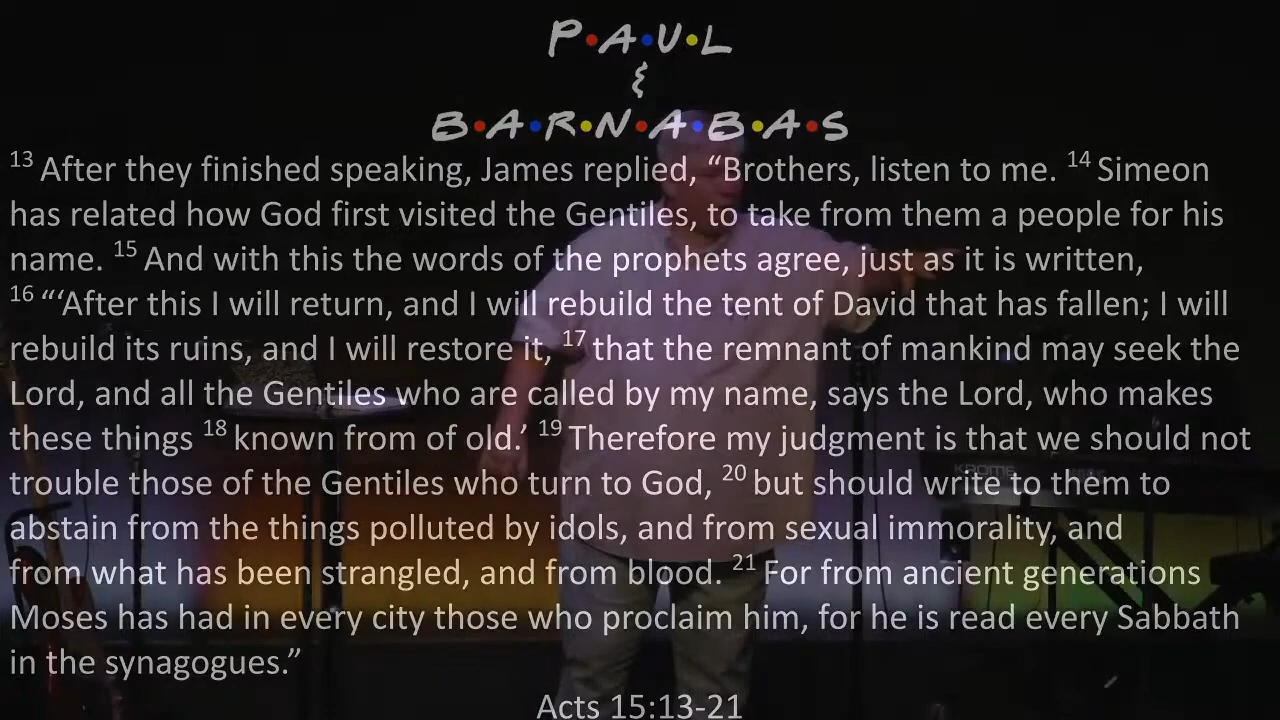 P•A•U•L
&
B•A•R•N•A•B•A•S
13 After they finished speaking, James replied, “Brothers, listen to me. 14 Simeon
has related how God first visited the Gentiles, to take from them a people for his
name. 15 And with this the words of the prophets agree, just as it is written,
16 “‘After this I will return, and I will rebuild the tent of David that has fallen; I will
rebuild its ruins, and I will restore it, 17 that the remnant of mankind may seek the
Lord, and all the Gentiles who are called by my name, says the Lord, who makes
these things 18 known from of old.’ 19 Therefore my judgment is that we should not
trouble those of the Gentiles who turn to God, 20 but should write to them to
abstain from the things polluted by idols, and from sexual immorality, and
from what has been strangled, and from blood. 21 For from ancient generations
Moses has had in every city those who proclaim him, for he is read every Sabbath
in the synagogues.”
Acts 15:13-21
KROME